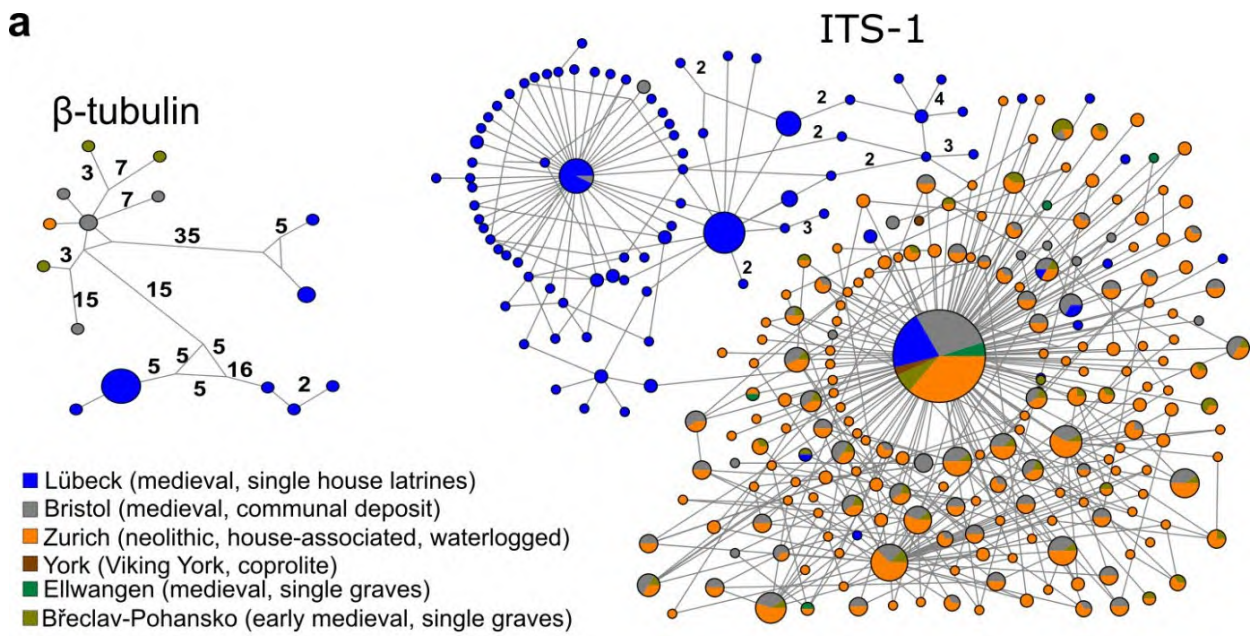 a
ITS-1
β-tubulin
2
2
4
2
3
2
3
2
3
7
7
3
35
5
15
15
5
5
5
5
16
2
Lübeck (medieval, single house latrines)
Bristol (medieval, communal deposit)
Zurich (neolithic, house-associated, waterlogged)
York (Viking York, coprolite)
Ellwangen (medieval, single graves)
Břeclav-Pohansko (early medieval, single graves)